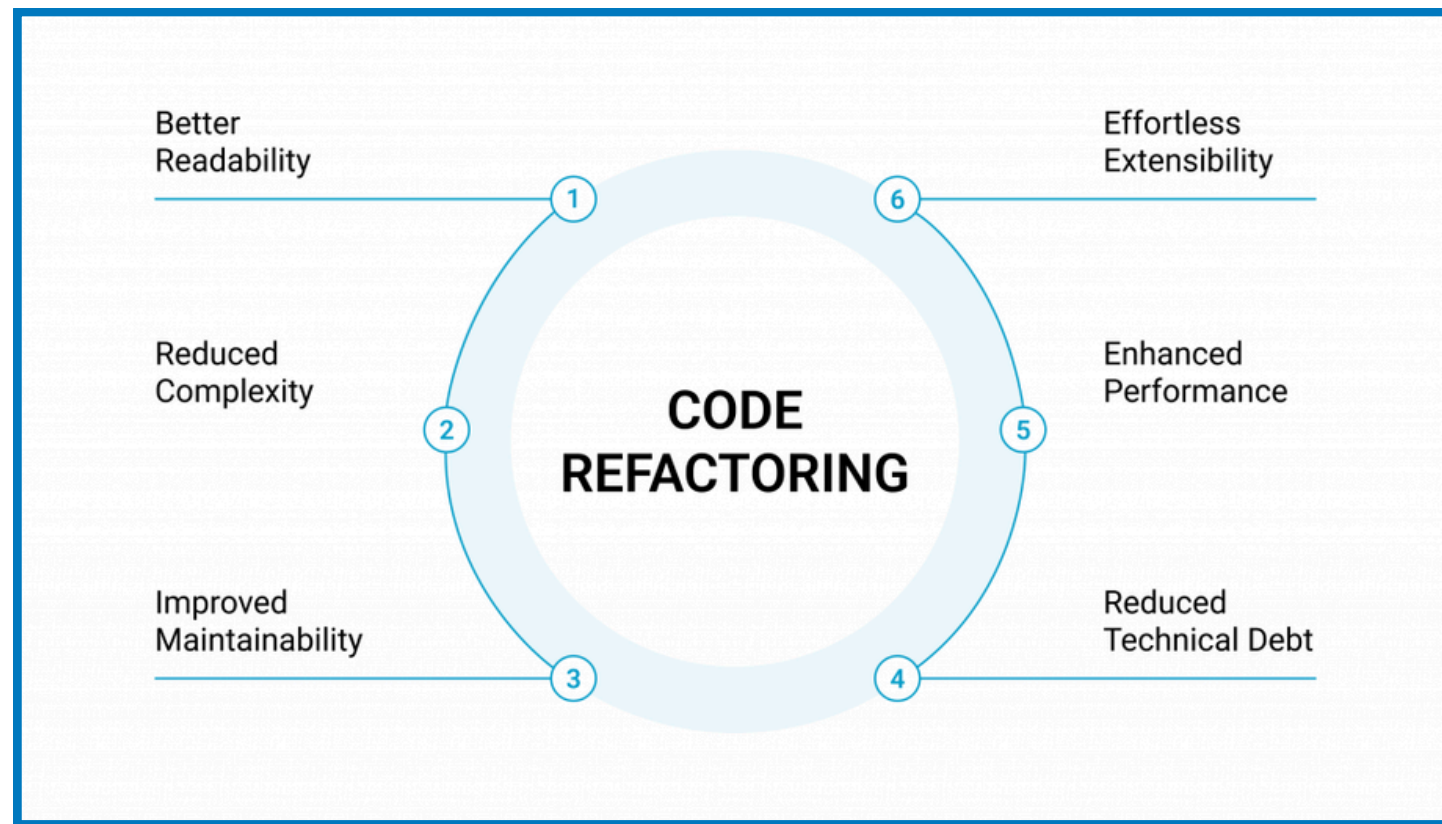 Better
Readability
1
Reduced
Complexity
2
Improved
Maintainability
3
CODE
REFACTORING
Reduced
Technical Debt
4
Enhanced
Performance
5
Effortless
Extensibility
6